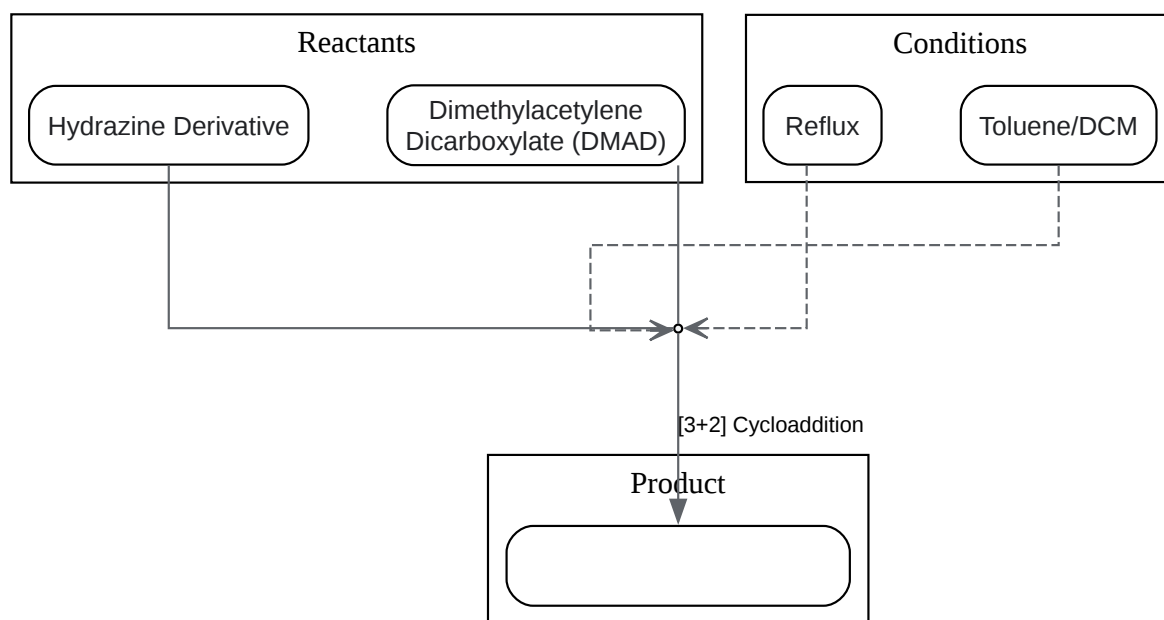 Reactants
Conditions
Hydrazine Derivative
Dimethylacetylene
Dicarboxylate (DMAD)
Reflux
Toluene/DCM
[3+2] Cycloaddition
Product